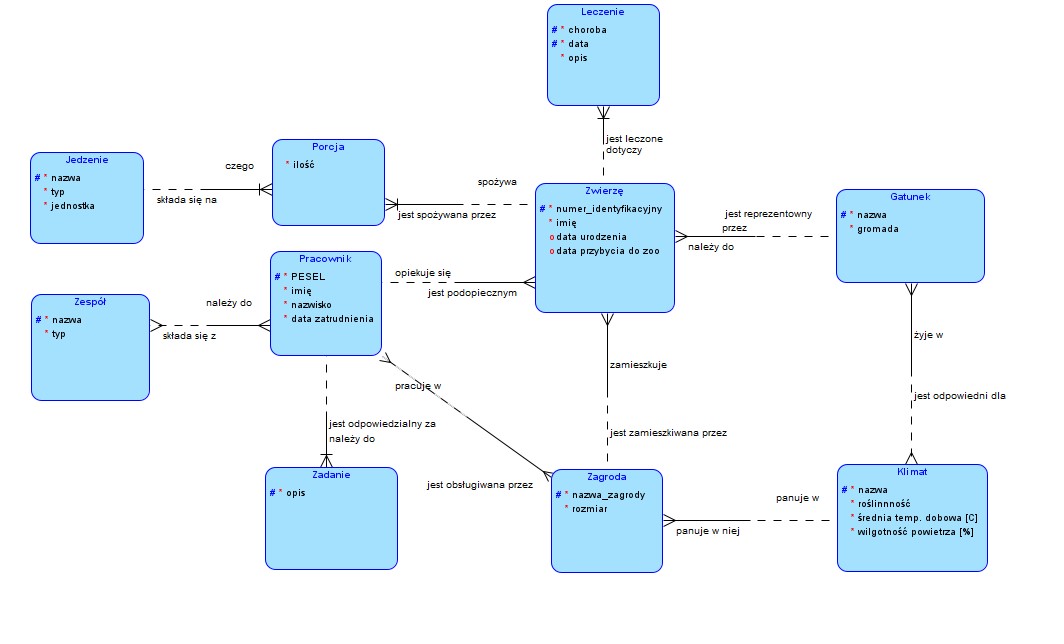 Leczenie
# * choroba
# * data
* opis
jest leczone
dotyczy
Jedzenie
# * nazwa
* typ
* jednostka
czego
składa się na
Porcja
* ilość
spożywa
jest spożywana przez
Zwierzę
# * numer_identyfikacyjny
* imię
o data urodzenia
o data przybycia do zoo
jest reprezentowny
przez
należy do
Gatunek
# * nazwa
* gromada
Zespół
# * nazwa
* typ
należy do
składa się z
Pracownik
# * PESEL
* imię
* nazwisko
* data zatrudnienia
opiekuje się
jest podopiecznym
zamieszkuje
jest zamieszkiwana przez
żyje w
jest odpowiedni dla
pracuję w
jest obsługiwana przez
jest odpowiedzialny za
należy do
Zadanie
# * opis
Zagroda
# * nazwa_zagrody
* rozmiar
panuje w
panuje w niej
Klimat
# * nazwa
* roślinnność
* średnia temp. dobowa [C]
* wilgotność powietrza [%]